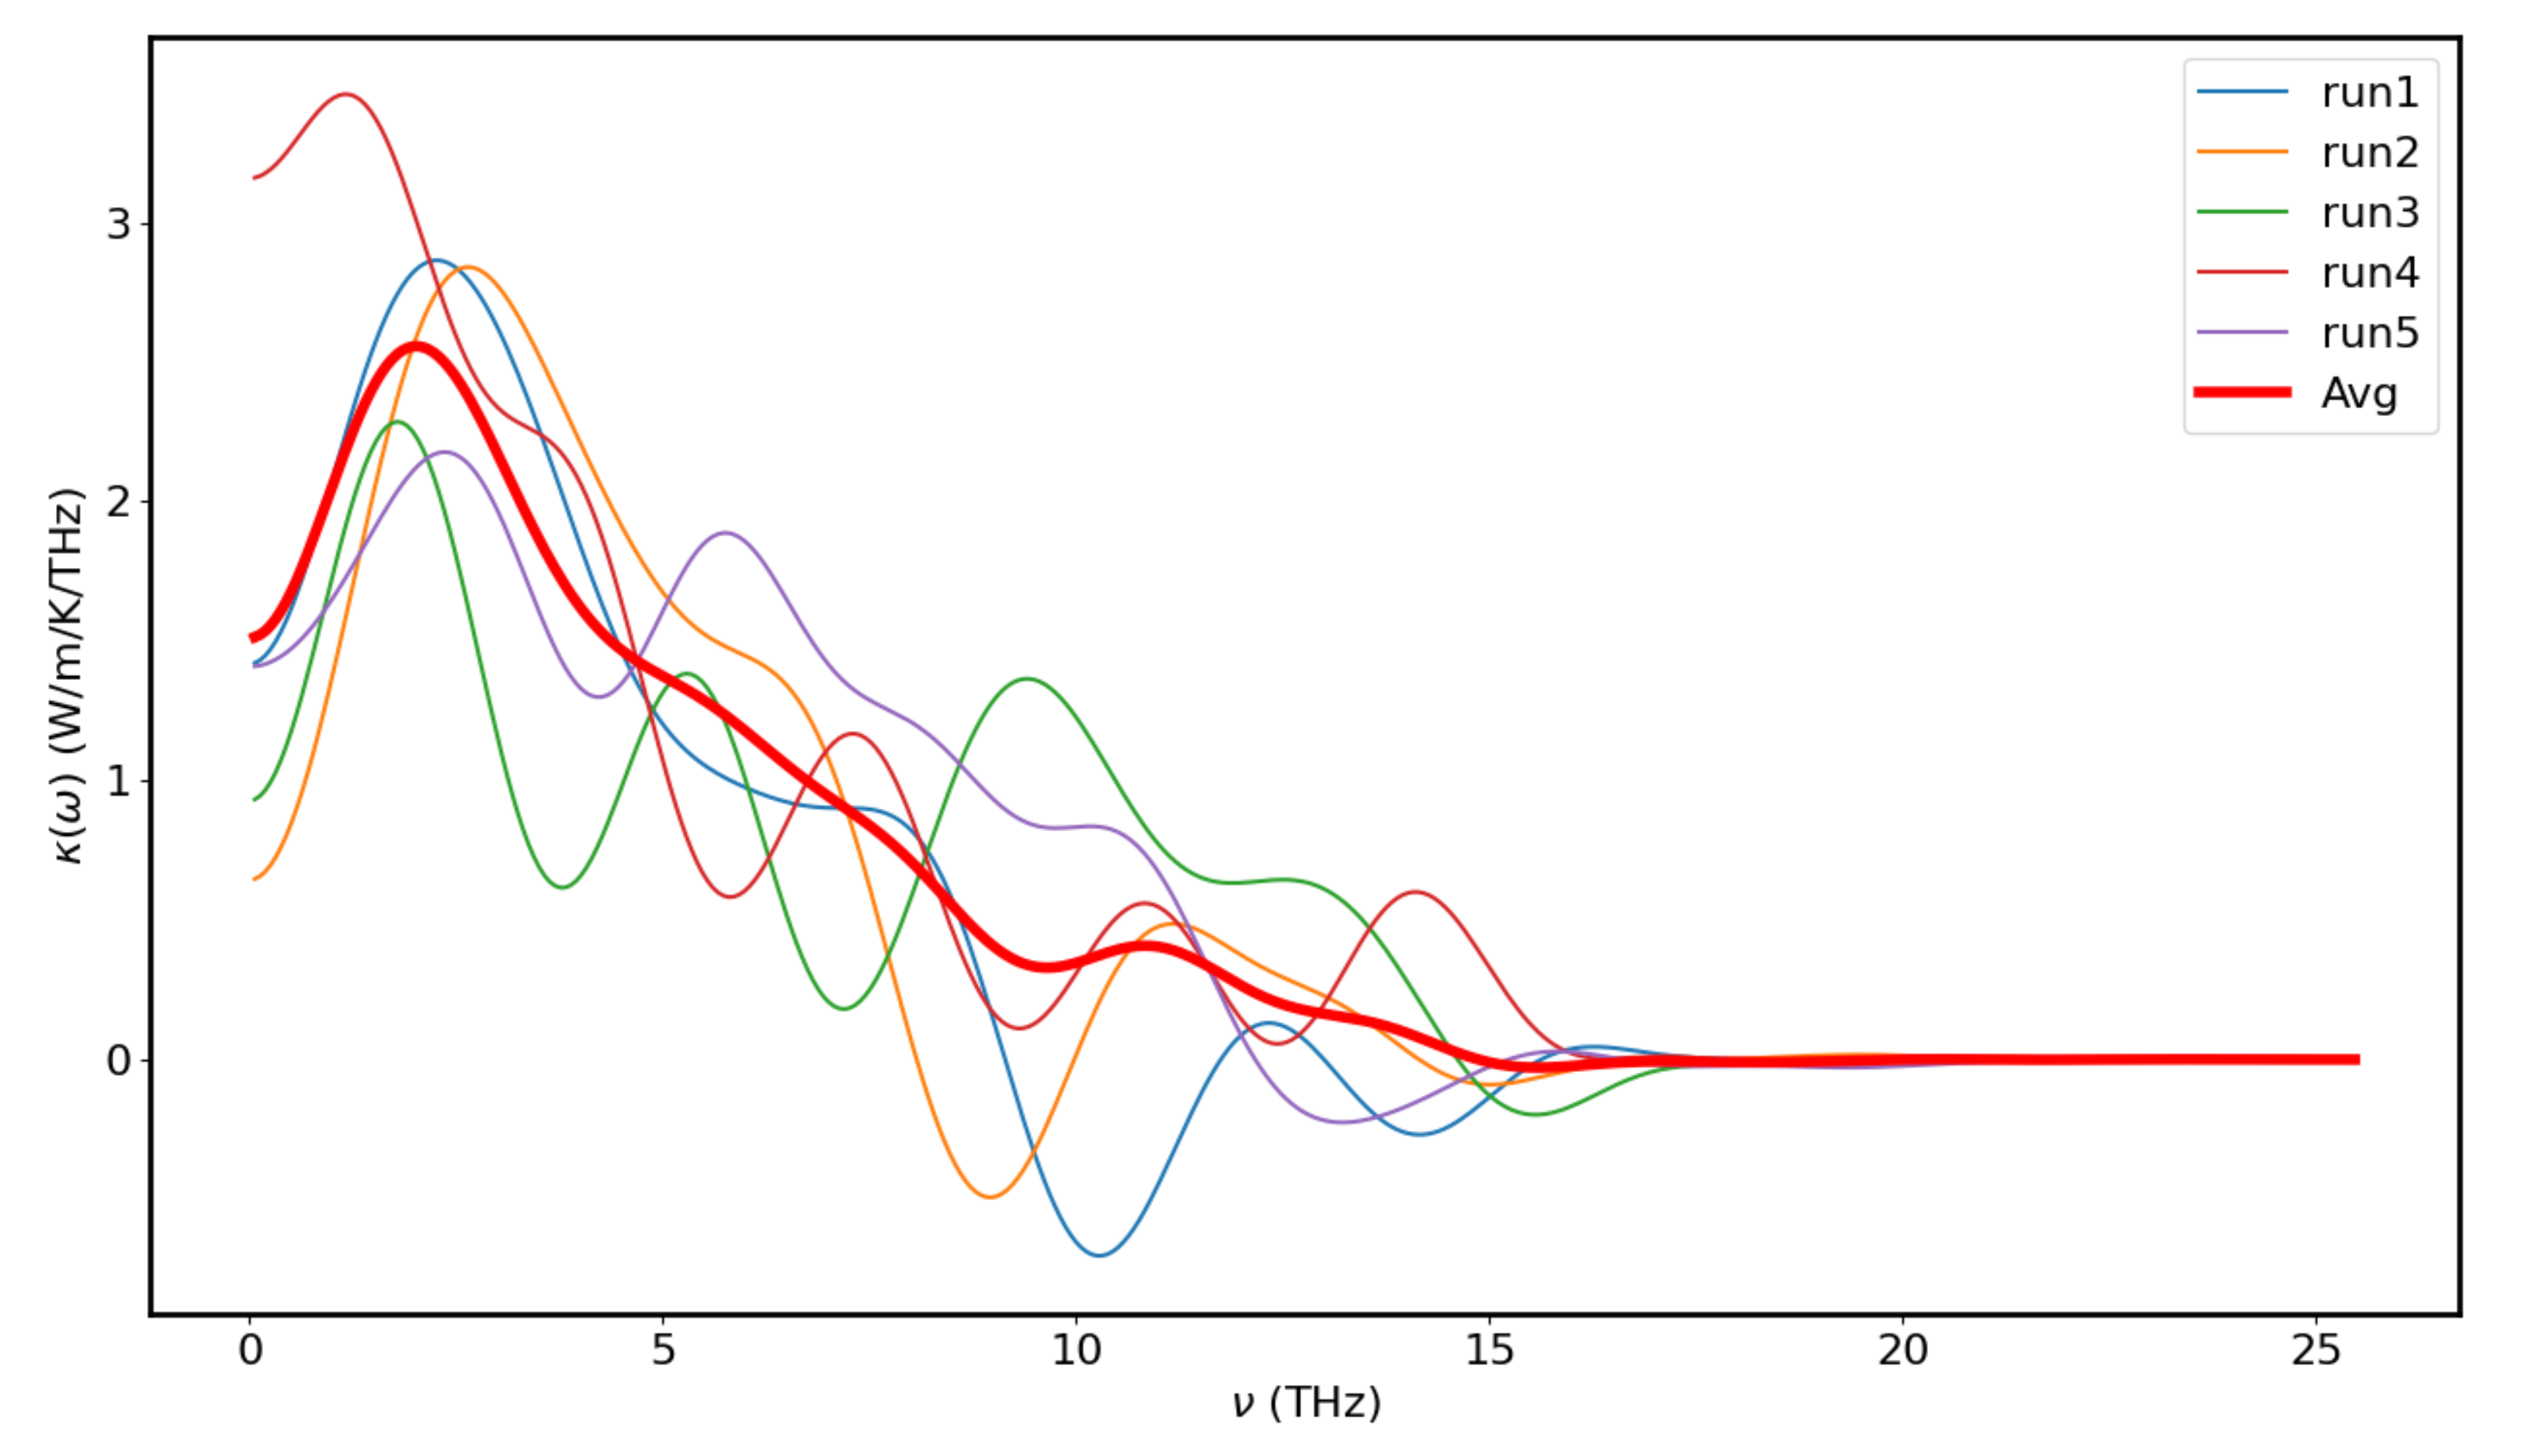 run1
run2
run3
run4
run5
Avg
κ(ω) (W/m/K/THz)
3
2
1
0
0 5 10 15 20 25
ν (THz)